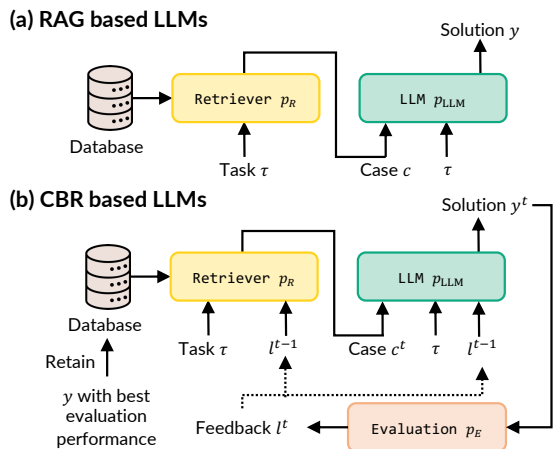 (a) RAG based LLMs
Solution y
Retriever p_R
LLM p_LLM
Database
Task τ
Case c
τ
(b) CBR based LLMs
Solution y^t
Retriever p_R
LLM p_LLM
Database
Task τ
l^{t−1}
Case c^t
τ
l^{t−1}
Retain
y with best
evaluation
performance
Feedback l^t
Evaluation p_E